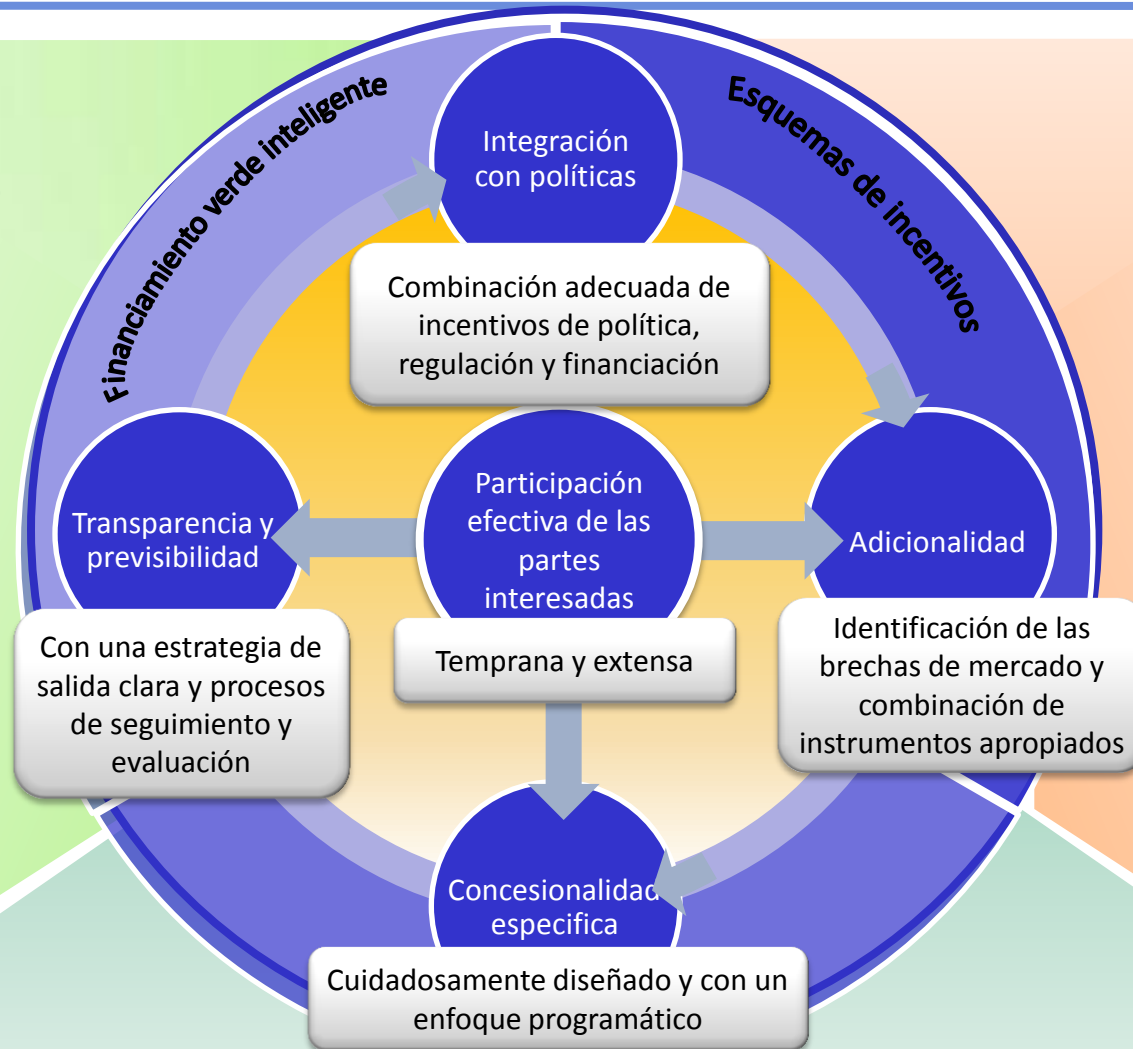 Financiamiento verde inteligente
Esquemas de incentivos
Integración
con políticas
Combinación adecuada de
incentivos de política,
regulación y financiación
Transparencia y
previsibilidad
Con una estrategia de
salida clara y procesos
de seguimiento y
evaluación
Participación
efectiva de las
partes
interesadas
Temprana y extensa
Adicionalidad
Identificación de las
brechas de mercado y
combinación de
instrumentos apropiados
Concesionalidad
especifica
Cuidadosamente diseñado y con un
enfoque programático